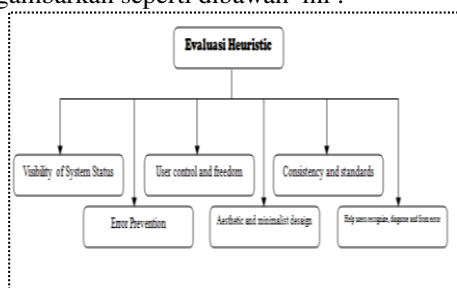 gambarkan seperti dibawah ini :
Evaluasi Heuristic
Visibility of System Status
User control and freedom
Consistency and standards
Error Prevention
Aesthetic and minimalist desaign
Help users recognize, diagnose and from error